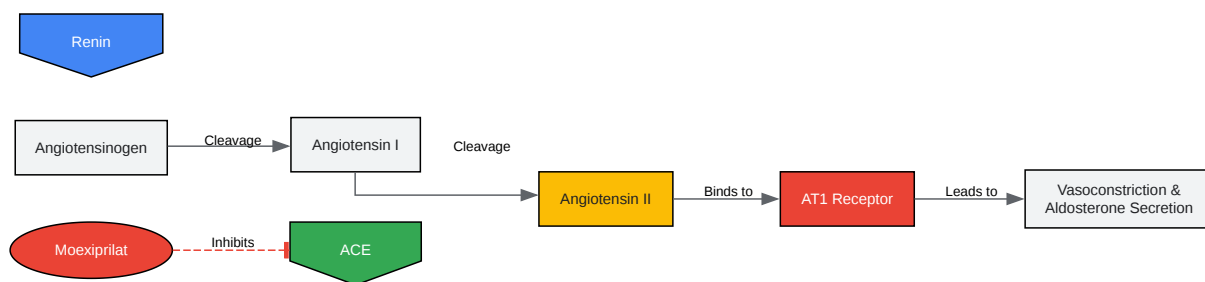 Renin
Angiotensinogen
Cleavage
Angiotensin I
Cleavage
Angiotensin II
Binds to
AT1 Receptor
Leads to
Vasoconstriction &
Aldosterone Secretion
Moexiprilat
Inhibits
ACE